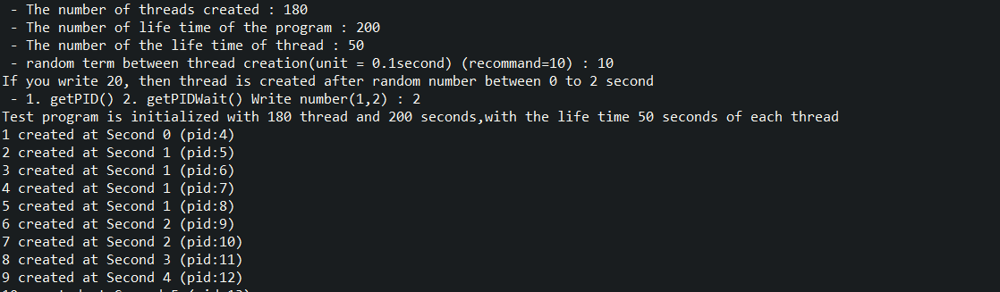 - The number of threads created : 180
- The number of life time of the program : 200
- The number of the life time of thread : 50
- random term between thread creation(unit = 0.1second) (recommand=10) : 10
If you write 20, then thread is created after random number between 0 to 2 second
- 1. getPID() 2. getPIDWait() Write number(1,2) : 2
Test program is initialized with 180 thread and 200 seconds,with the life time 50 seconds of each thread
1 created at Second 0 (pid:4)
2 created at Second 1 (pid:5)
3 created at Second 1 (pid:6)
4 created at Second 1 (pid:7)
5 created at Second 1 (pid:8)
6 created at Second 2 (pid:9)
7 created at Second 2 (pid:10)
8 created at Second 3 (pid:11)
9 created at Second 4 (pid:12)